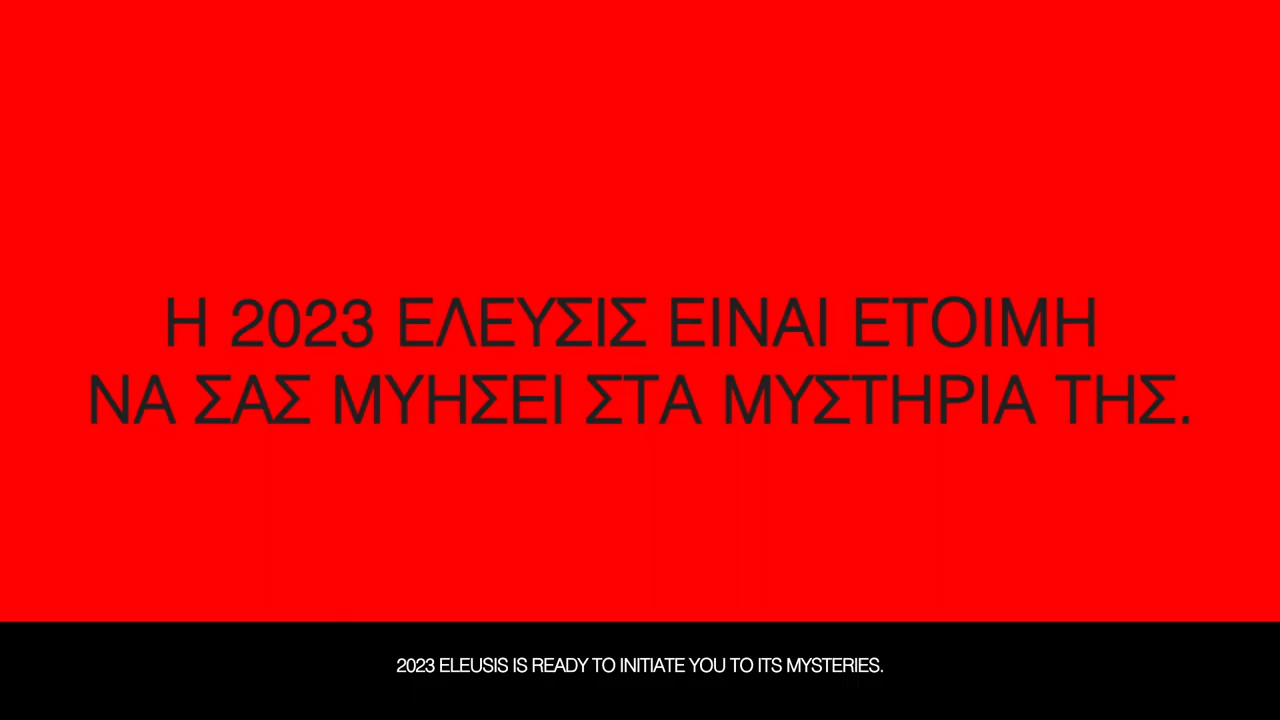 Η 2023 ΕΛΕΥΣΙΣ ΕΙΝΑΙ ΕΤΟΙΜΗ
ΝΑ ΣΑΣ ΜΥΗΣΕΙ ΣΤΑ ΜΥΣΤΗΡΙΑ ΤΗΣ.
2023 ELEUSIS IS READY TO INITIATE YOU TO ITS MYSTERIES.